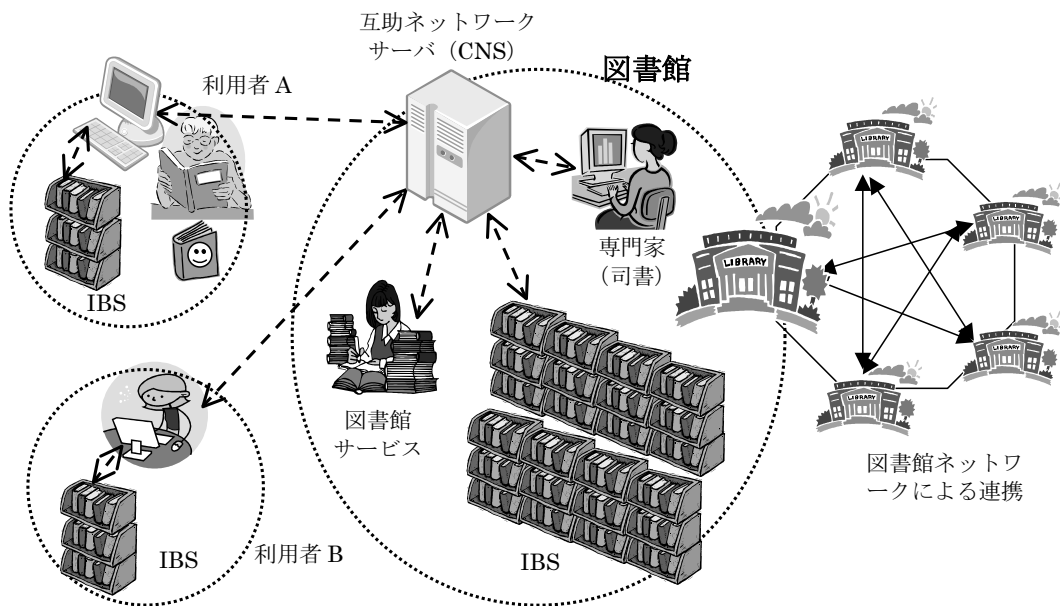 互助ネットワーク
サーバ（CNS）
図書館
利用者 A
IBS
専門家
（司書）
LIBRARY
LIBRARY
LIBRARY
LIBRARY
LIBRARY
図書館
サービス
図書館ネットワ
ークによる連携
IBS
利用者 B
IBS